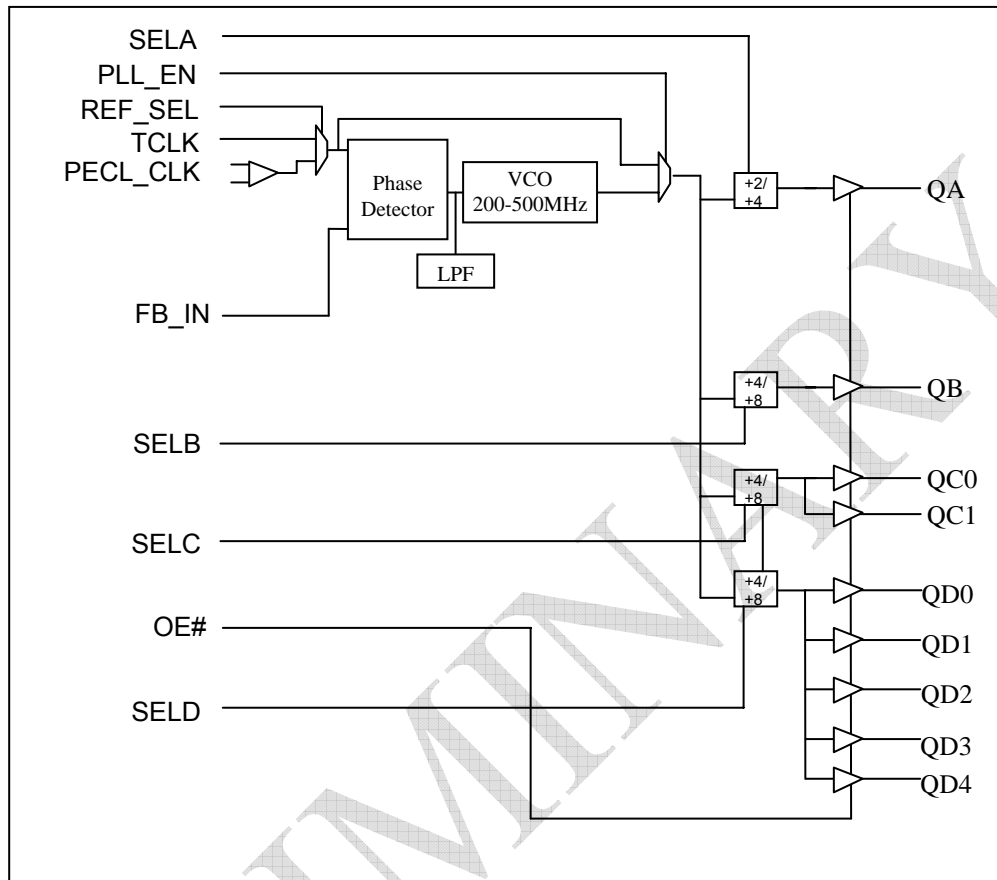 SELA
PLL_EN
REF_SEL
TCLK
PECL_CLK
Phase
Detector
VCO
200-500MHz
LPF
FB_IN
+2/
+4
QA
+4/
+8
QB
SELB
+4/
+8
QC0
QC1
SELC
+4/
+8
QD0
OE#
QD1
SELD
QD2
QD3
QD4
IMINARY